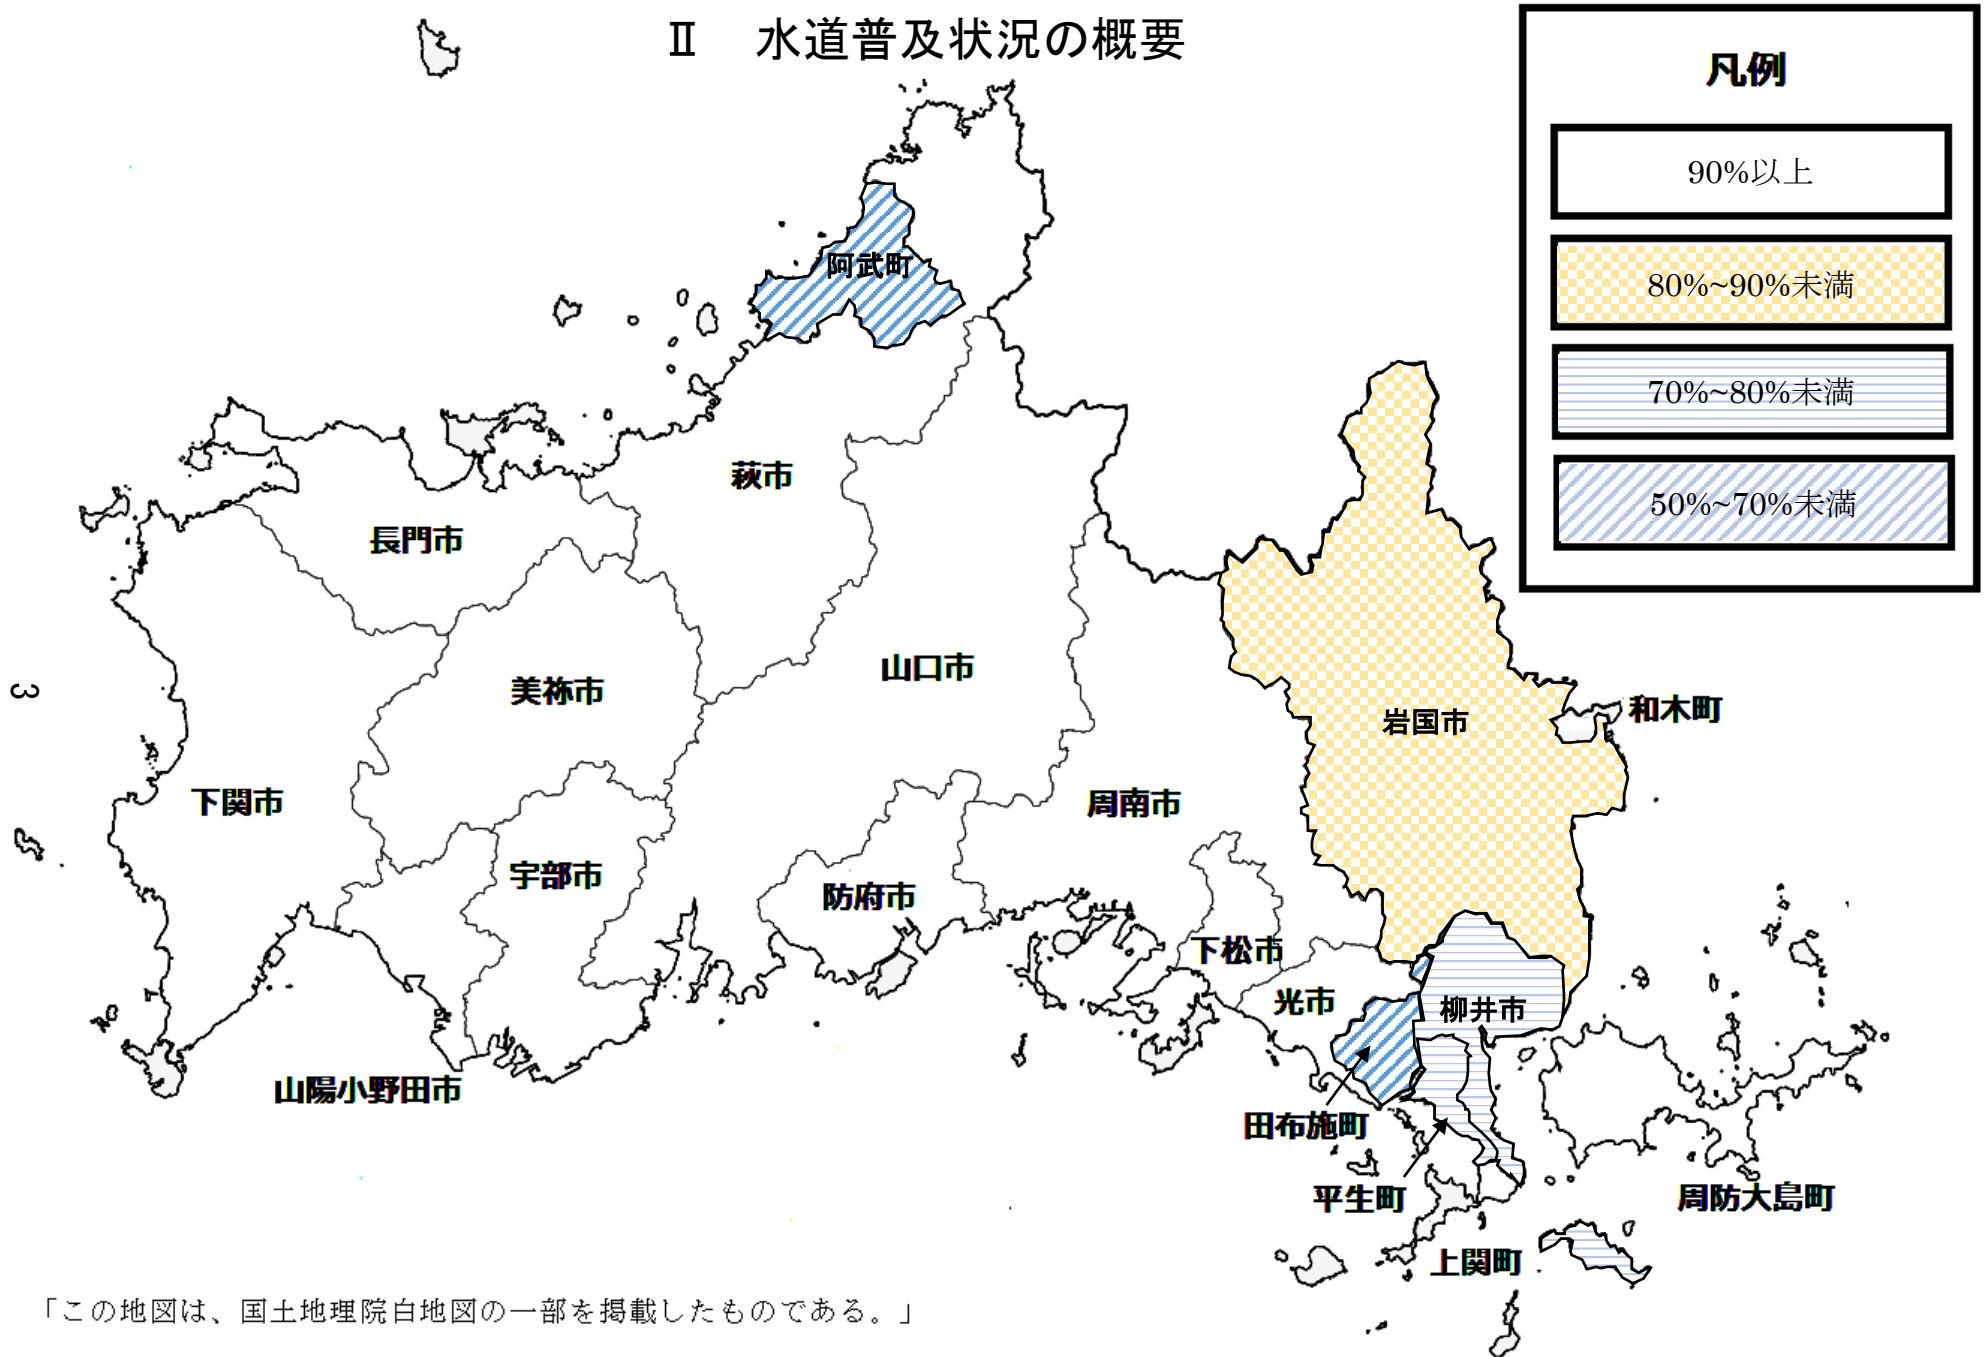 Ⅱ 水道普及状況の概要
凡例
90%以上
80%~90%未満
70%~80%未満
50%~70%未満
阿武町
萩市
長門市
山口市
美祢市
和木町
岩国市
下関市
周南市
宇部市
防府市
下松市
光市
柳井市
山陽小野田市
田布施町
平生町
周防大島町
上関町
3
「この地図は、国土地理院白地図の一部を掲載したものである。」